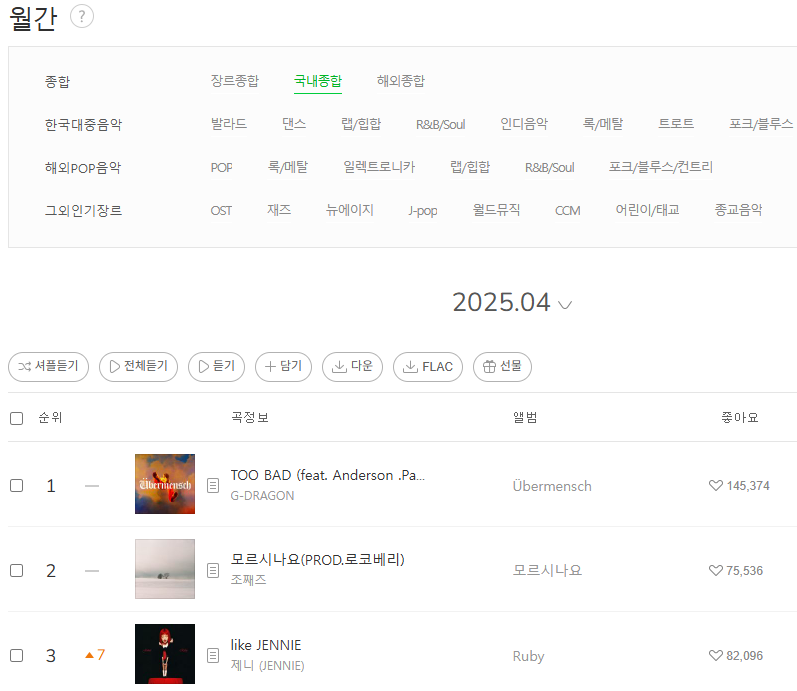 월간 ?
종합 장르종합 국내종합 해외종합
한국대중음악 발라드 댄스 랩/힙합 R&B/Soul 인디음악 록/메탈 트로트 포크/블루스
해외POP음악 POP 록/메탈 일렉트로니카 랩/힙합 R&B/Soul 포크/블루스/컨트리
그외인기장르 OST 재즈 뉴에이지 J-pop 월드뮤직 CCM 어린이/태교 종교음악
2025.04
셔플듣기 전체듣기 듣기 담기 다운 FLAC 선물
순위 곡정보 앨범 좋아요
1 Übermensch TOO BAD (feat. Anderson .Pa... Übermensch 145,374
G-DRAGON
2 모르시나요(PROD.로코베리) 모르시나요 75,536
조째즈
3 7 like JENNIE Ruby 82,096
제니 (JENNIE)